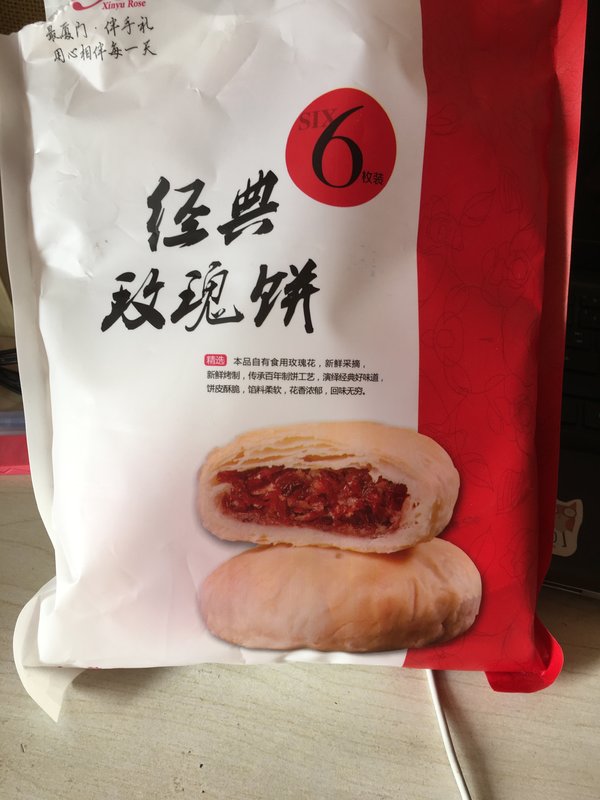 Xinyu Rose
最厦门·伴手礼
用心相伴每一天
SIX
6枚装
经典
玫瑰饼
精选 本品自有食用玫瑰花，新鲜采摘，
新鲜烤制，传承百年制饼工艺，演绎经典好味道，
饼皮酥脆，馅料柔软，花香浓郁，回味无穷。